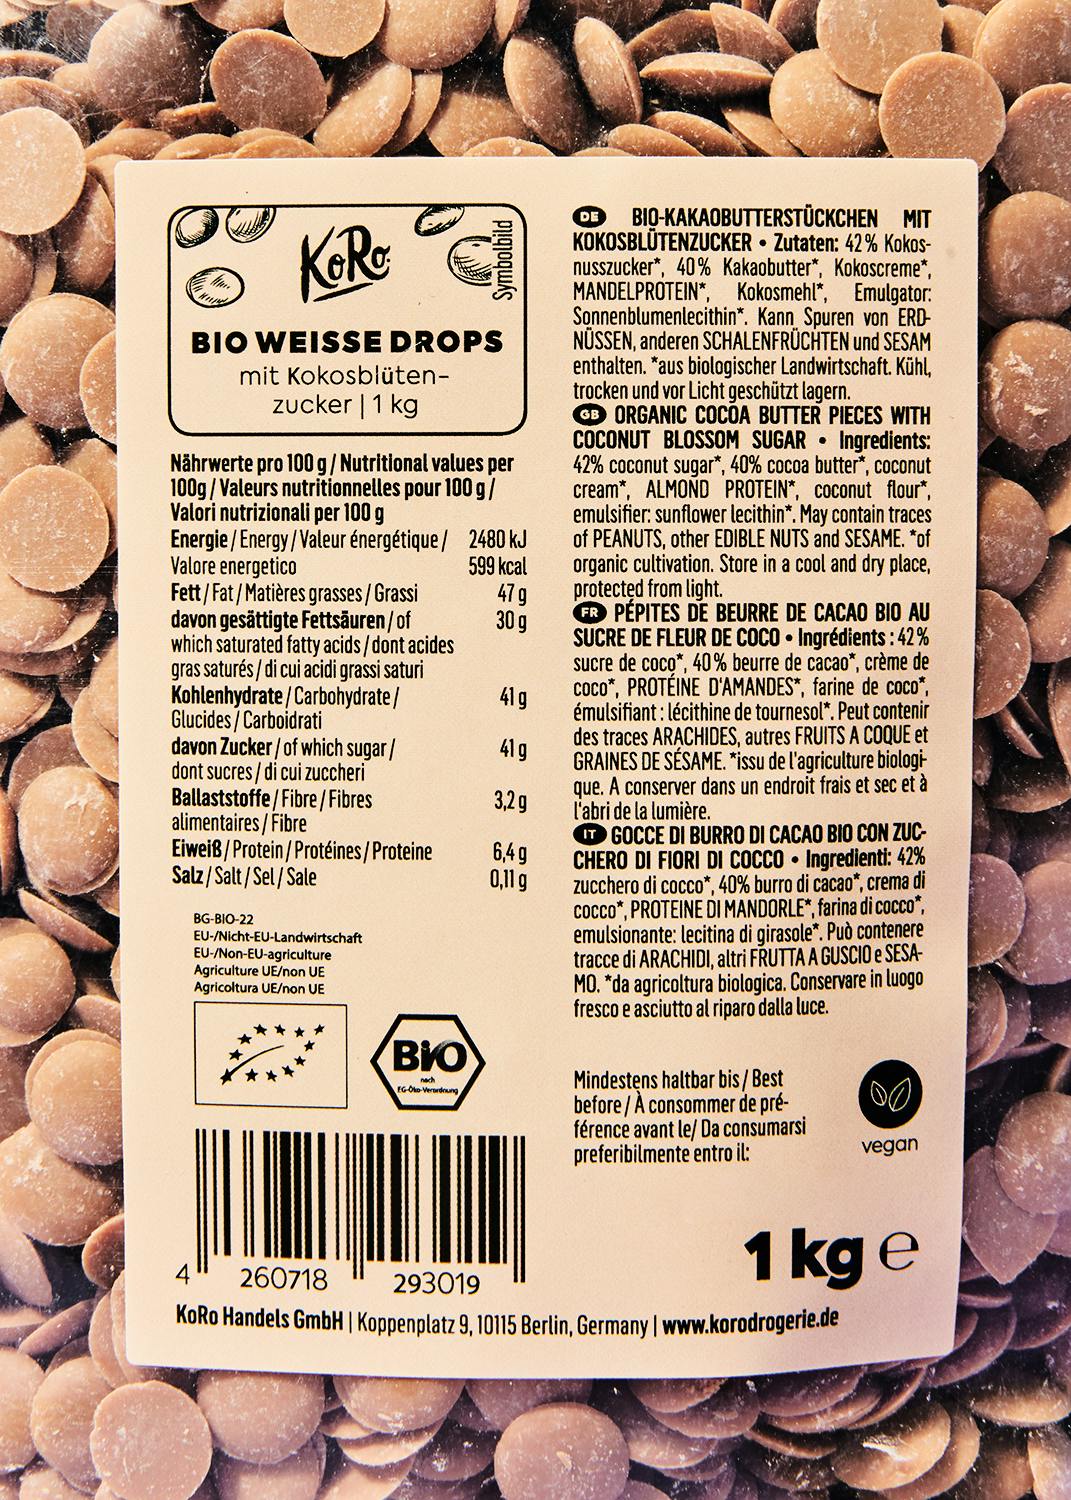 KoRo
Symbolbild
BIO WEISSE DROPS
mit Kokosblüten-
zucker | 1 kg
Nährwerte pro 100 g / Nutritional values per
100g / Valeurs nutritionnelles pour 100 g /
Valori nutrizionali per 100 g
Energie / Energy / Valeur énergétique / 2480 kJ
Valore energetico 599 kcal
Fett / Fat / Matières grasses / Grassi 47 g
davon gesättigte Fettsäuren / of 30 g
which saturated fatty acids / dont acides
gras saturés / di cui acidi grassi saturi
Kohlenhydrate / Carbohydrate / 41 g
Glucides / Carboidrati
davon Zucker / of which sugar / 41 g
dont sucres / di cui zuccheri
Ballaststoffe / Fibre / Fibres 3,2 g
alimentaires / Fibre
Eiweiß / Protein / Protéines / Proteine 6,4 g
Salz / Salt / Sel / Sale 0,11 g
BG-BIO-22
EU-/Nicht-EU-Landwirtschaft
EU-/Non-EU-agriculture
Agriculture UE/non UE
Agricoltura UE/non UE
BiO
nach
EG-Öko-Verordnung
4 260718 293019
DE BIO-KAKAOBUTTERSTÜCKCHEN MIT
KOKOSBLÜTENZUCKER • Zutaten: 42 % Kokos-
nusszucker*, 40 % Kakaobutter*, Kokoscreme*,
MANDELPROTEIN*, Kokosmehl*, Emulgator:
Sonnenblumenlecithin*. Kann Spuren von ERD-
NÜSSEN, anderen SCHALENFRÜCHTEN und SESAM
enthalten. *aus biologischer Landwirtschaft. Kühl,
trocken und vor Licht geschützt lagern.
GB ORGANIC COCOA BUTTER PIECES WITH
COCONUT BLOSSOM SUGAR • Ingredients:
42% coconut sugar*, 40% cocoa butter*, coconut
cream*, ALMOND PROTEIN*, coconut flour*,
emulsifier: sunflower lecithin*. May contain traces
of PEANUTS, other EDIBLE NUTS and SESAME. *of
organic cultivation. Store in a cool and dry place,
protected from light.
FR PÉPITES DE BEURRE DE CACAO BIO AU
SUCRE DE FLEUR DE COCO • Ingrédients : 42 %
sucre de coco*, 40 % beurre de cacao*, crème de
coco*, PROTÉINE D'AMANDES*, farine de coco*,
émulsifiant : lécithine de tournesol*. Peut contenir
des traces ARACHIDES, autres FRUITS A COQUE et
GRAINES DE SÉSAME. *issu de l'agriculture biologi-
que. A conserver dans un endroit frais et sec et à
l'abri de la lumière.
IT GOCCE DI BURRO DI CACAO BIO CON ZUC-
CHERO DI FIORI DI COCCO • Ingredienti: 42%
zucchero di cocco*, 40% burro di cacao*, crema di
cocco*, PROTEINE DI MANDORLE*, farina di cocco*,
emulsionante: lecitina di girasole*. Può contenere
tracce di ARACHIDI, altri FRUTTA A GUSCIO e SESA-
MO. *da agricoltura biologica. Conservare in luogo
fresco e asciutto al riparo dalla luce.
Mindestens haltbar bis / Best
before / À consommer de pré-
férence avant le/ Da consumarsi
preferibilmente entro il:
vegan
1 kg ℮
KoRo Handels GmbH | Koppenplatz 9, 10115 Berlin, Germany | www.korodrogerie.de